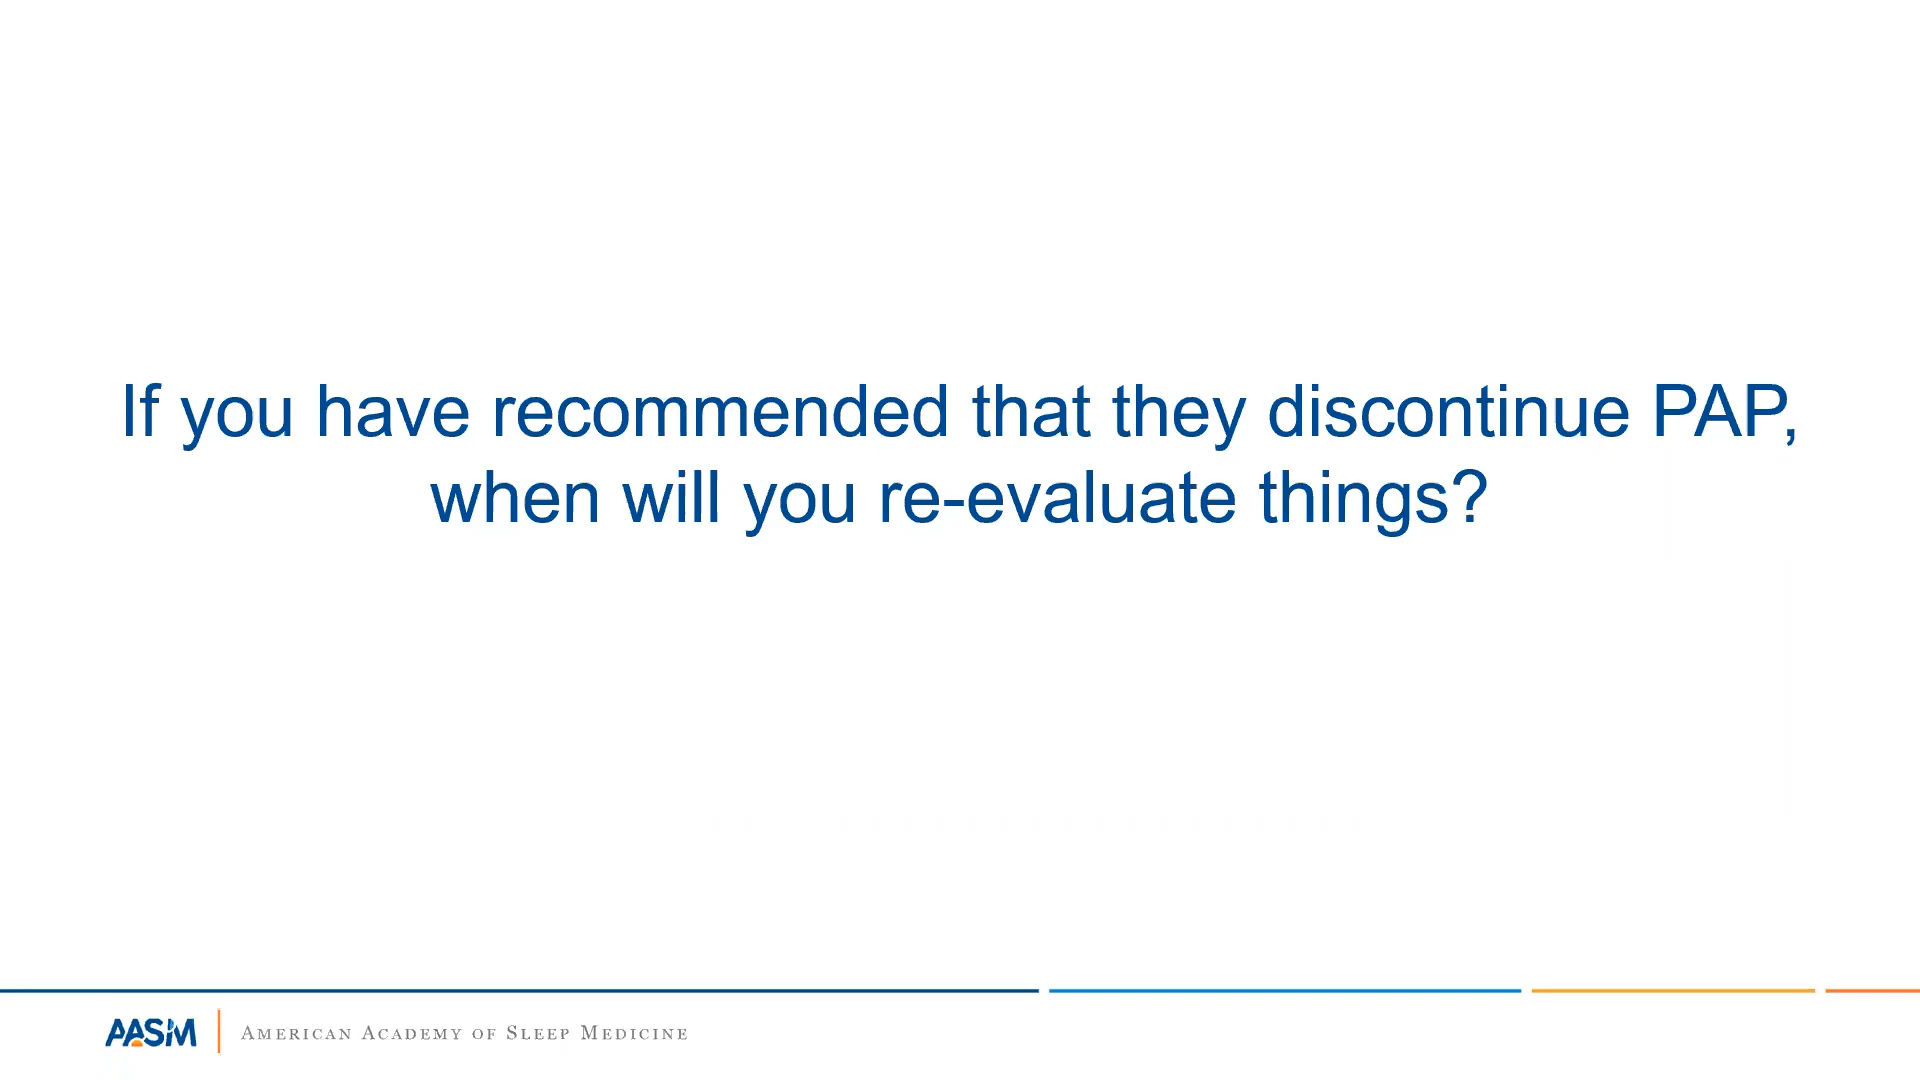 If you have recommended that they discontinue PAP,
when will you re-evaluate things?
AASM
American Academy of Sleep Medicine